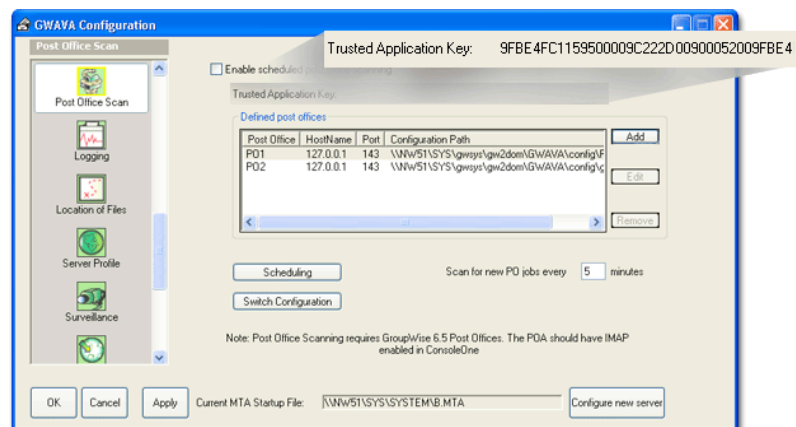 GWAVA Configuration
Post Office Scan
Trusted Application Key: 9FBE4FC1159500009C222D00900052009FBE4
Enable scheduled
Trusted Application Key
Post Office Scan
Logging
Location of Files
Server Profile
Surveillance
Defined post offices
Post Office HostName Port Configuration Path
PO1 127.0.0.1 143 \\NW51\SYS\gwsys\gw2dom\GWAVA\config\F
PO2 127.0.0.1 143 \\NW51\SYS\gwsys\gw2dom\GWAVA\config\g
Add
Edit
Remove
Scheduling
Scan for new PO jobs every 5 minutes
Switch Configuration
Note: Post Office Scanning requires GroupWise 6.5 Post Offices. The POA should have IMAP
enabled in ConsoleOne
OK
Cancel
Apply
Current MTA Startup File: \\NW51\SYS\SYSTEM\B.MTA
Configure new server